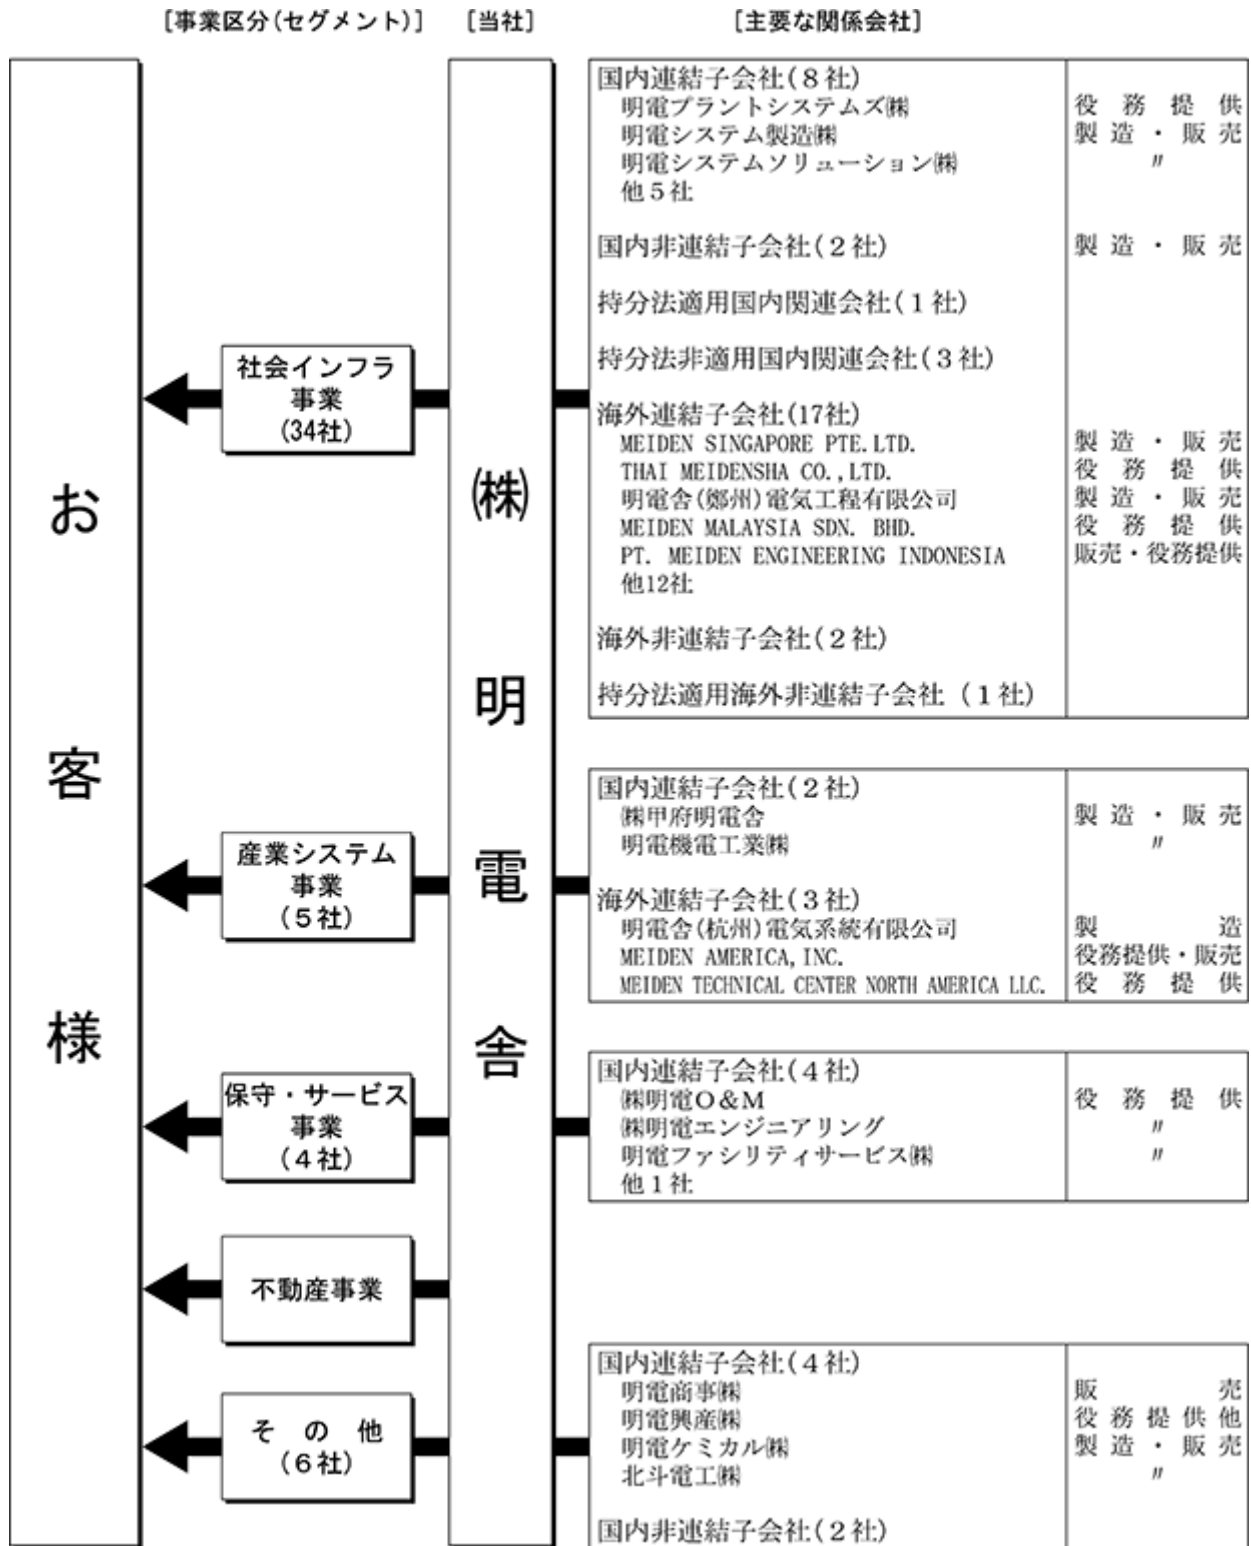 [事業区分(セグメント)] [当社] [主要な関係会社]
お客様
㈱明電舎
社会インフラ
事業
(34社)
国内連結子会社(８社)
明電プラントシステムズ㈱ 役務提供
明電システム製造㈱ 製造・販売
明電システムソリューション㈱ 〃
他５社
国内非連結子会社(２社) 製造・販売
持分法適用国内関連会社(１社)
持分法非適用国内関連会社(３社)
海外連結子会社(17社)
MEIDEN SINGAPORE PTE.LTD. 製造・販売
THAI MEIDENSHA CO.,LTD. 役務提供
明電舎(鄭州)電気工程有限公司 製造・販売
MEIDEN MALAYSIA SDN. BHD. 役務提供
PT. MEIDEN ENGINEERING INDONESIA 販売・役務提供
他12社
海外非連結子会社(２社)
持分法適用海外非連結子会社 (１社)
産業システム
事業
(５社)
国内連結子会社(２社)
㈱甲府明電舎 製造・販売
明電機電工業㈱ 〃
海外連結子会社(３社)
明電舎(杭州)電気系統有限公司 製造
MEIDEN AMERICA,INC. 役務提供・販売
MEIDEN TECHNICAL CENTER NORTH AMERICA LLC. 役務提供
保守・サービス
事業
(４社)
国内連結子会社(４社)
㈱明電Ｏ＆Ｍ 役務提供
㈱明電エンジニアリング 〃
明電ファシリティサービス㈱ 〃
他１社
不動産事業
その他
(６社)
国内連結子会社(４社)
明電商事㈱ 販売
明電興産㈱ 役務提供他
明電ケミカル㈱ 製造・販売
北斗電工㈱ 〃
国内非連結子会社(２社)